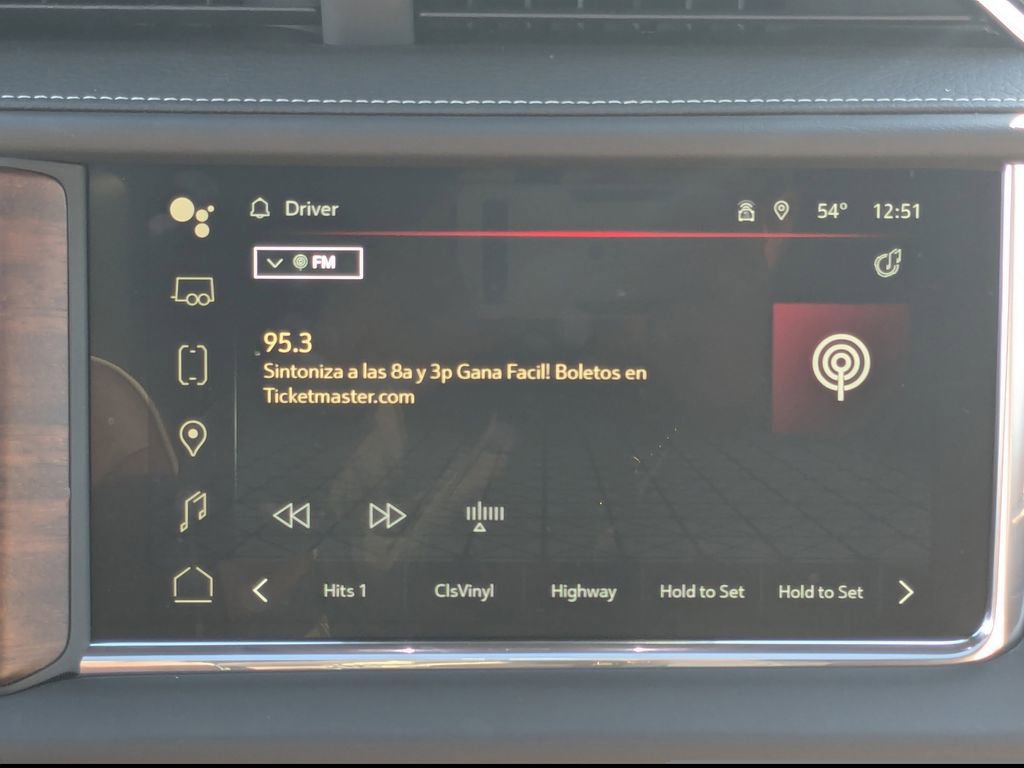 Driver
54° 12:51
FM
95.3
Sintoniza a las 8a y 3p Gana Facil! Boletos en
Ticketmaster.com
Hits 1 ClsVinyl Highway Hold to Set Hold to Set